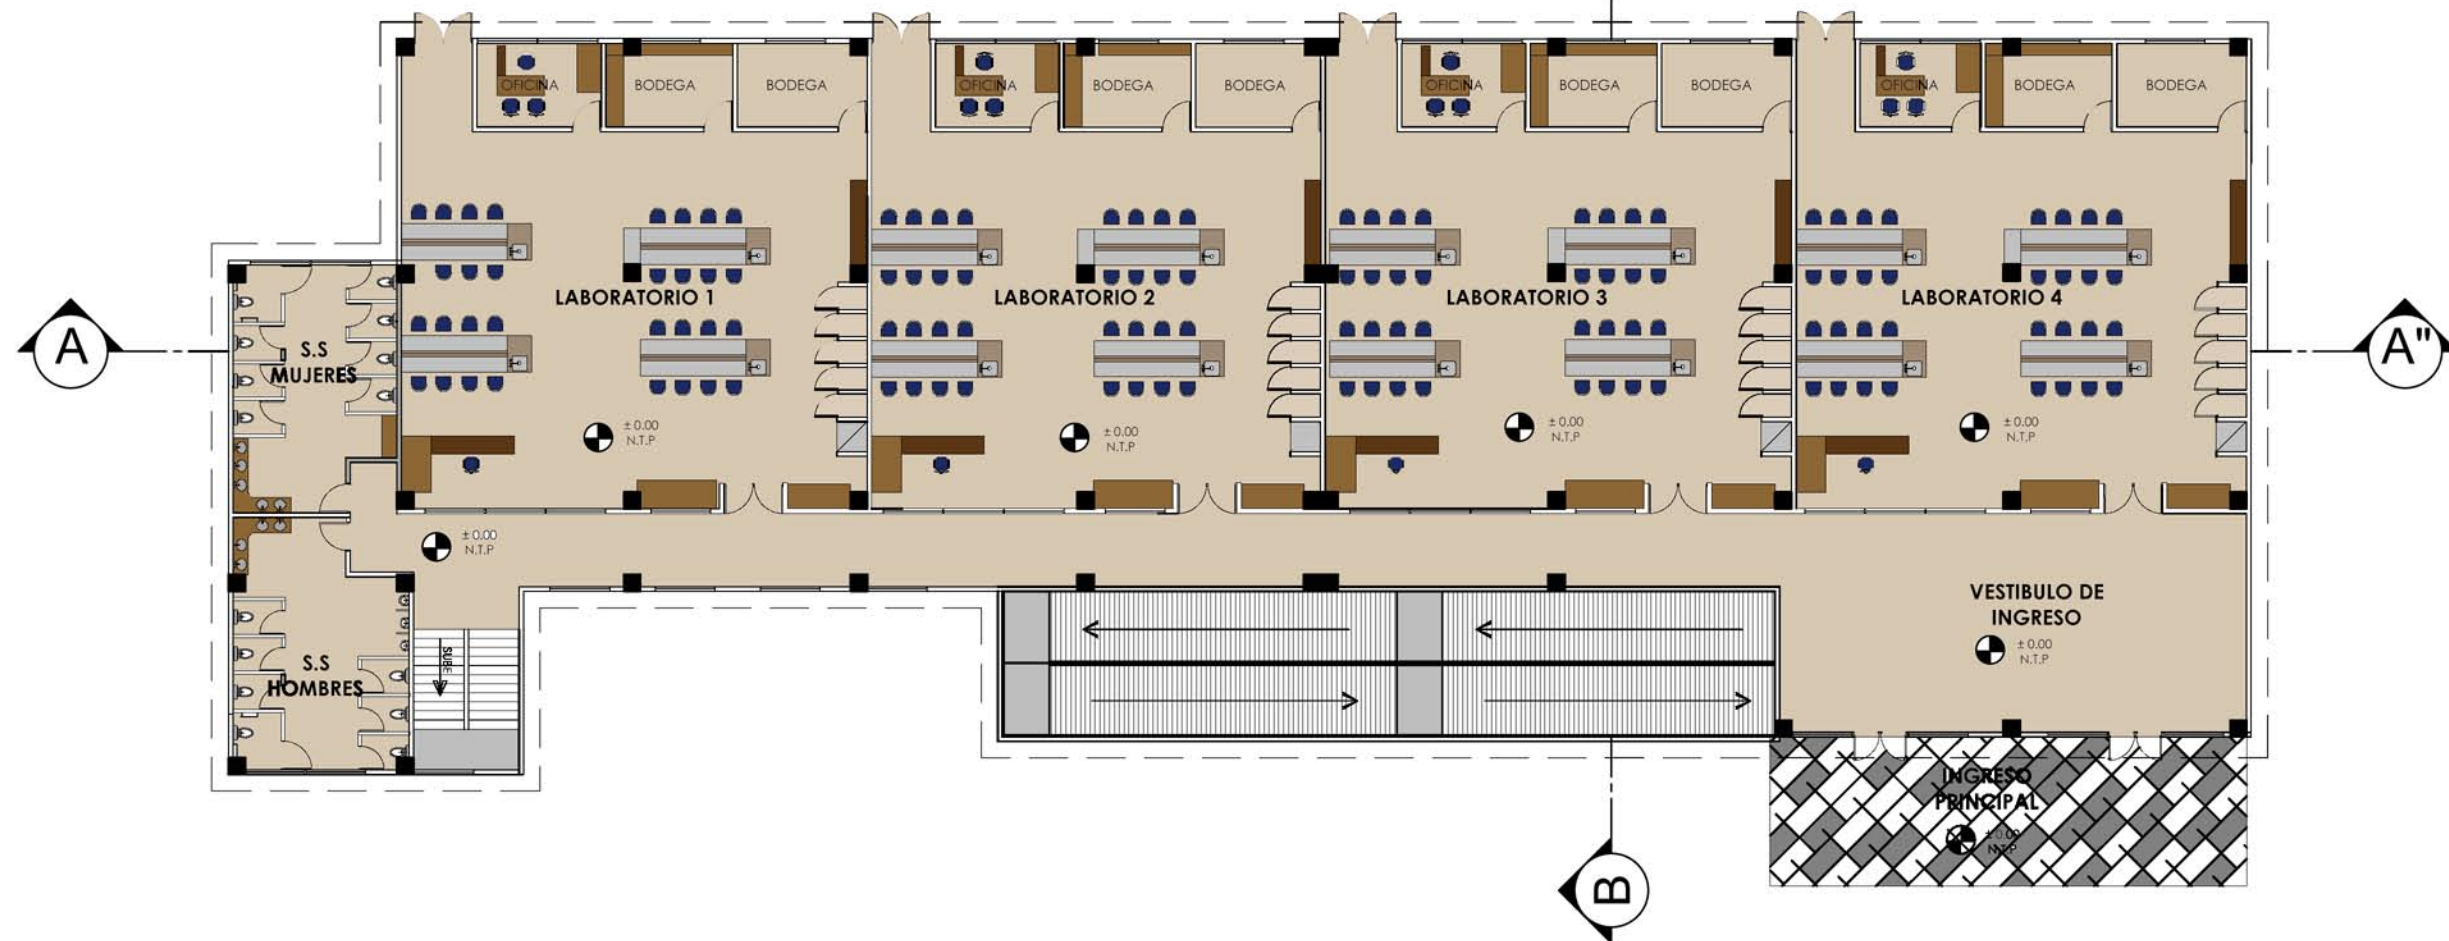 OFICINA
BODEGA
BODEGA
OFICINA
BODEGA
BODEGA
OFICINA
BODEGA
BODEGA
OFICINA
BODEGA
BODEGA
LABORATORIO 1
LABORATORIO 2
LABORATORIO 3
LABORATORIO 4
A
A"
S.S
MUJERES
± 0.00
N.T.P
± 0.00
N.T.P
± 0.00
N.T.P
± 0.00
N.T.P
± 0.00
N.T.P
VESTIBULO DE
INGRESO
± 0.00
N.T.P
S.S
HOMBRES
SUBE
INGRESO
PRINCIPAL
± 0.00
N.T.P
B